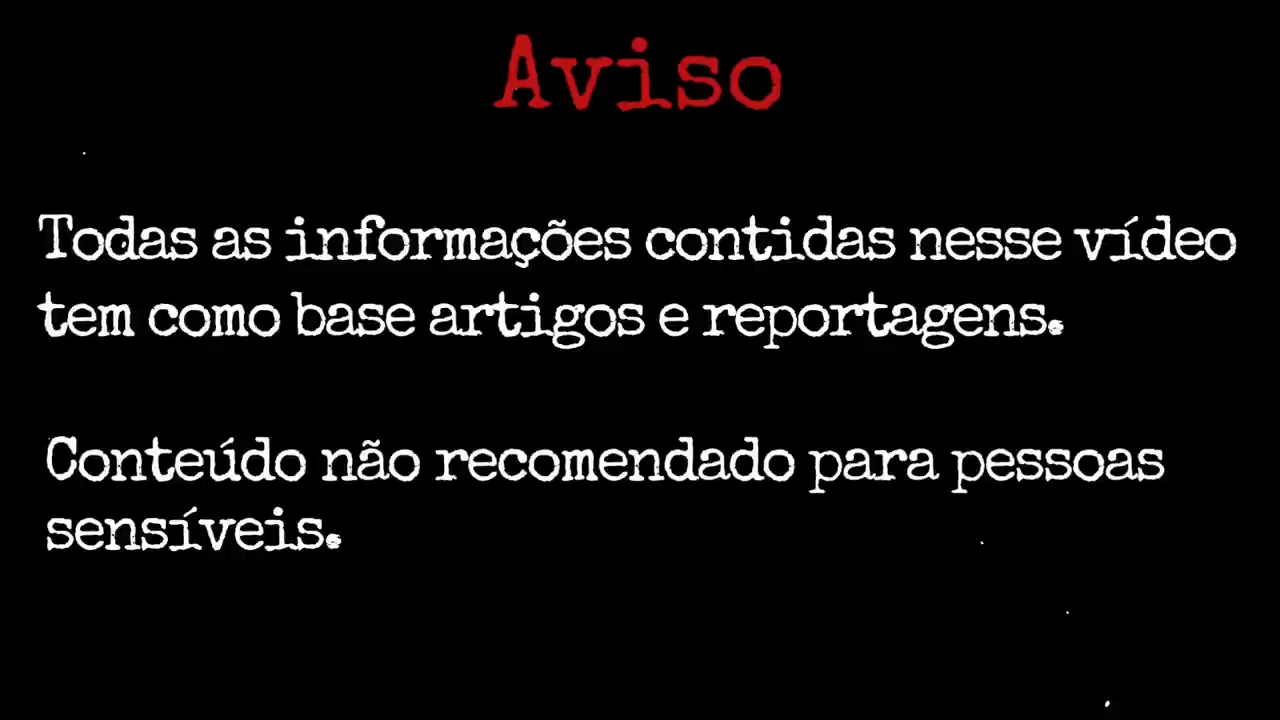 Aviso
Todas as informações contidas nesse vídeo
tem como base artigos e reportagens.
Conteúdo não recomendado para pessoas
sensíveis.